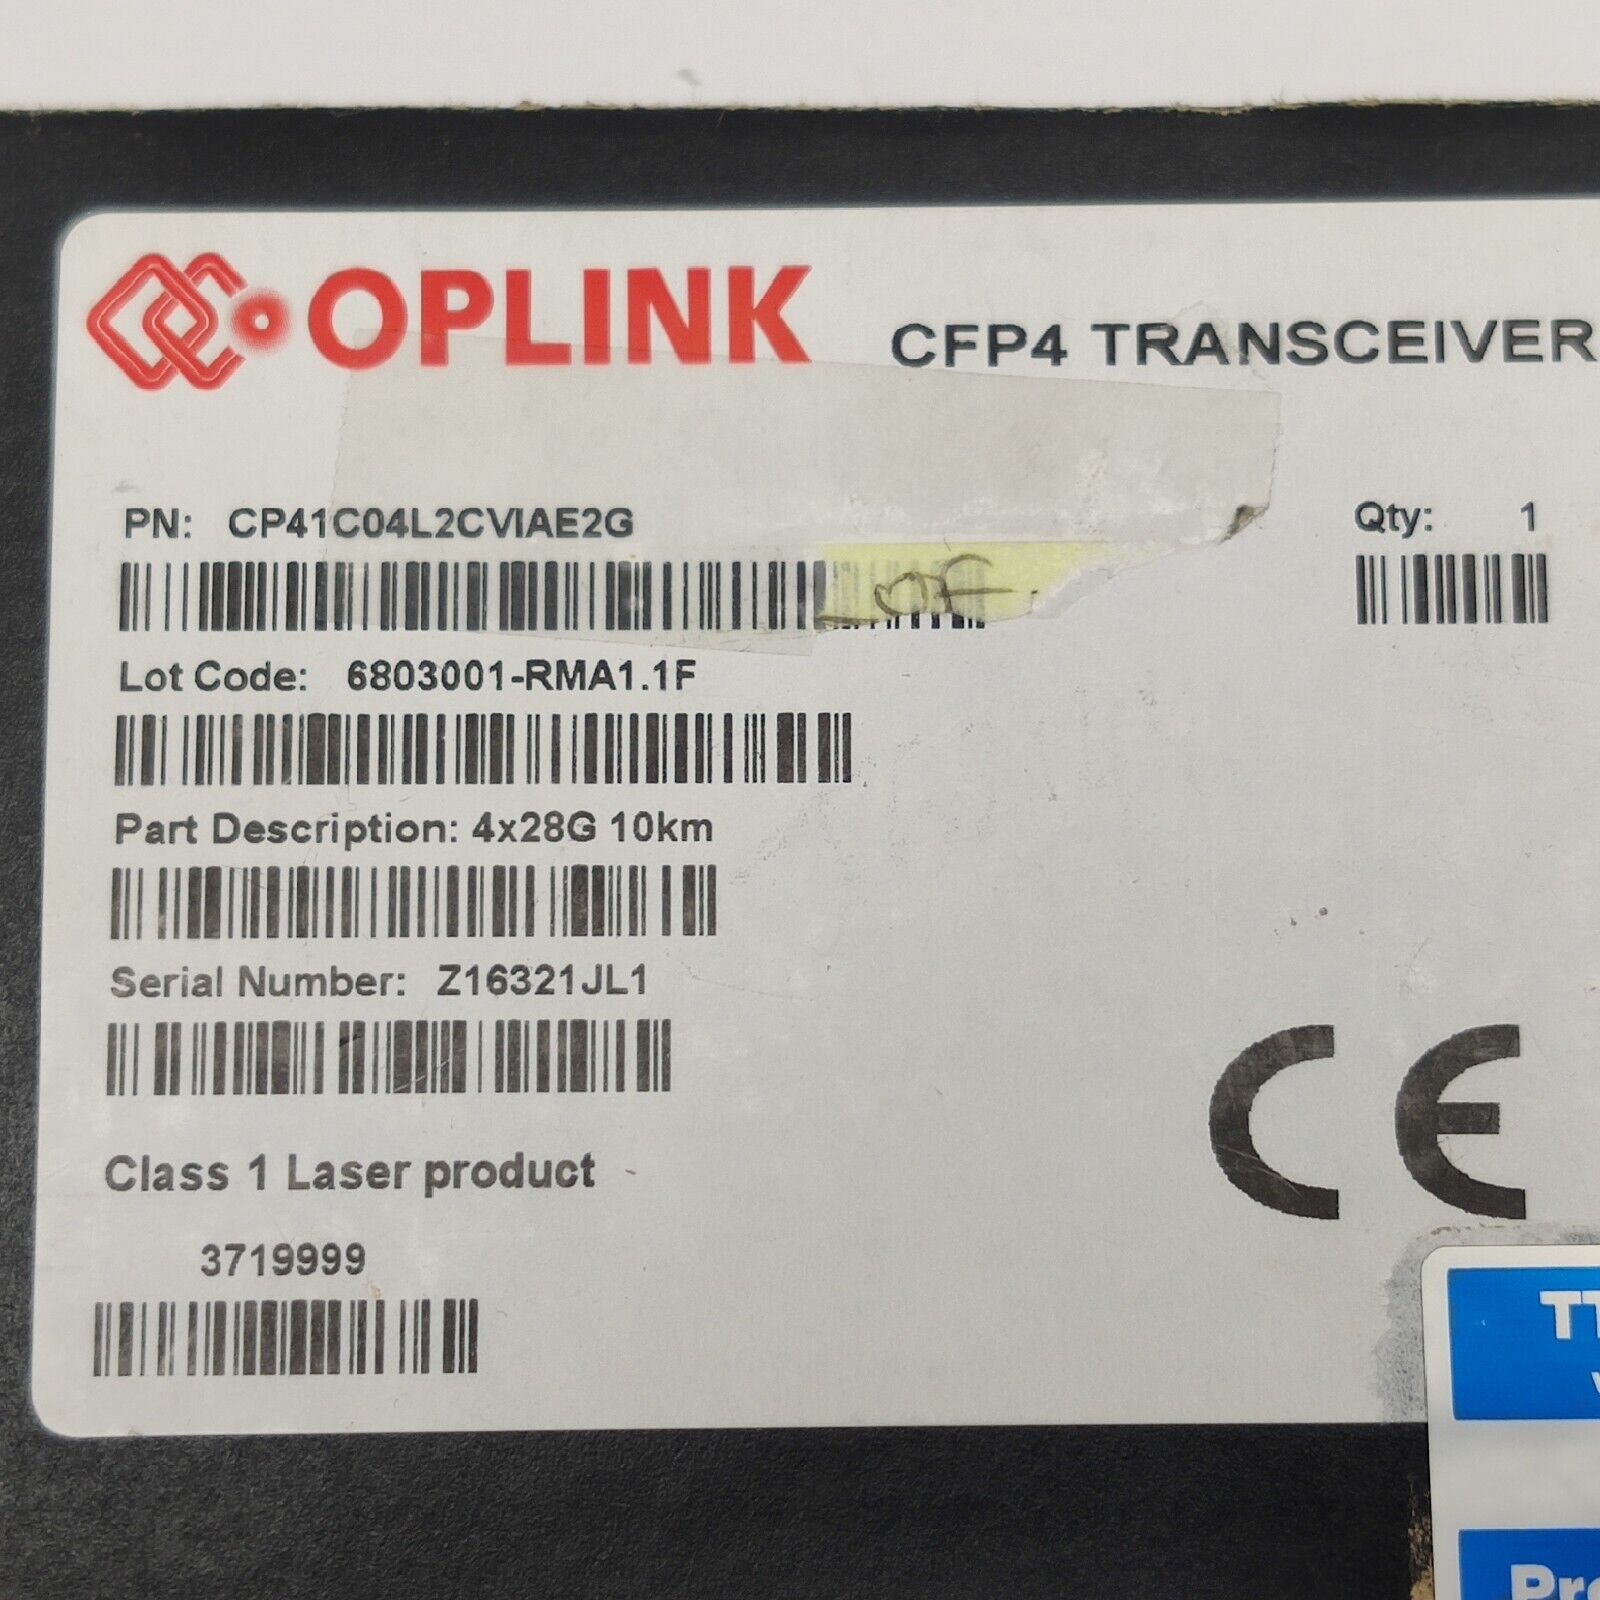 OPLINK CFP4 TRANSCEIVER
PN: CP41C04L2CVIAE2G Qty: 1
Lot Code: 6803001-RMA1.1F
Part Description: 4x28G 10km
Serial Number: Z16321JL1
CE
Class 1 Laser product
3719999